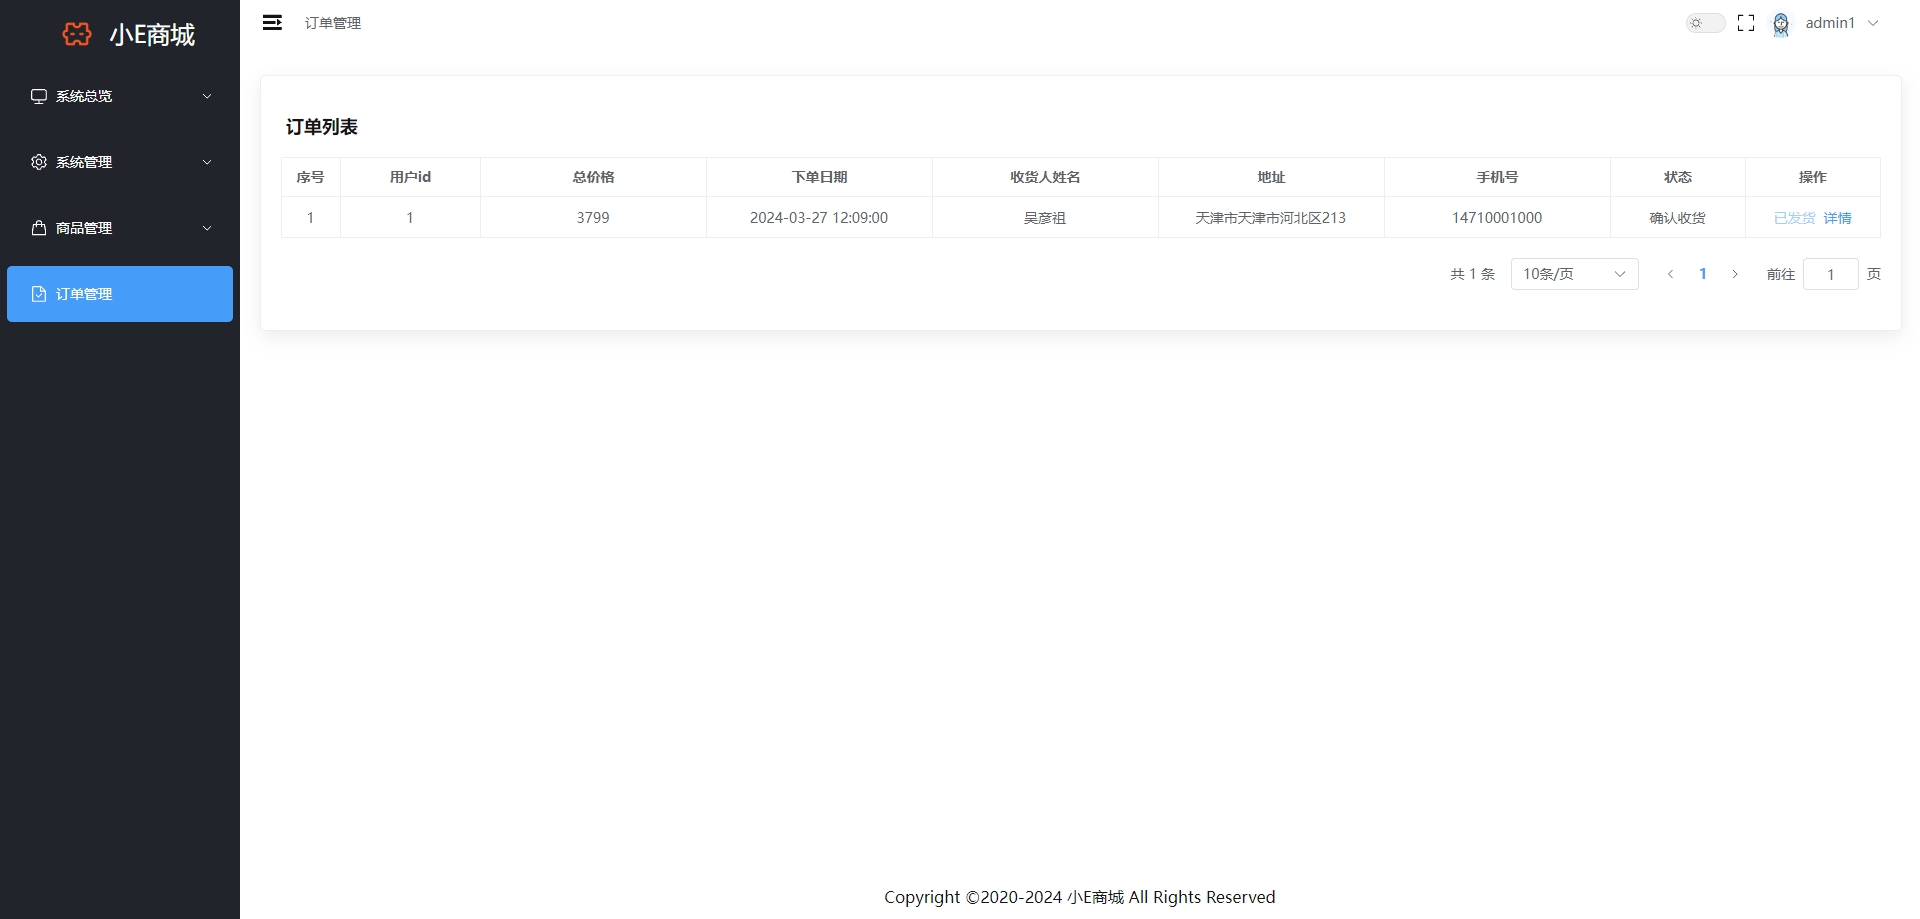 小E商城
系统总览
系统管理
商品管理
订单管理
订单管理
admin1
订单列表
序号 用户id 总价格 下单日期 收货人姓名 地址 手机号 状态 操作
1 1 3799 2024-03-27 12:09:00 吴彦祖 天津市天津市河北区213 14710001000 确认收货 已发货 详情
共 1 条 10条/页 1 前往 1 页
Copyright ©2020-2024 小E商城 All Rights Reserved